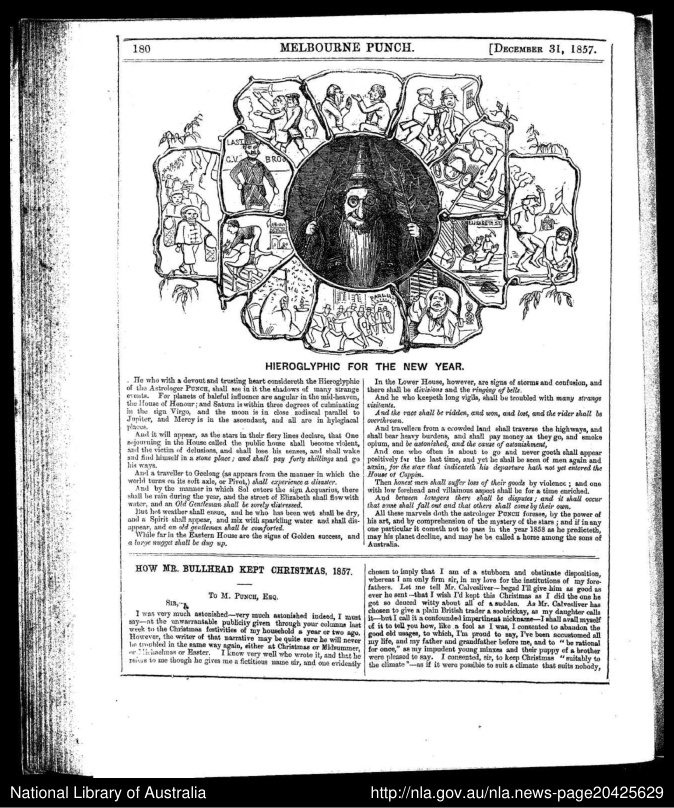 180
MELBOURNE PUNCH.
[DECEMBER 31, 1857.
LAST
G.V. BROO
ELIZABETH ST.
HIEROGLYPHIC FOR THE NEW YEAR.
He who with a devout and trusting heart considereth the Hieroglyphic
of the Astrologer PUNCH, shall see in it the shadows of many strange
events. For planets of baleful influence are angular in the mid-heaven,
the House of Honour; and Saturn is within three degrees of culminating
in the sign Virgo, and the moon is in close zodiacal parallel to
Jupiter, and Mercy is in the ascendant, and all are in hylegiacal
places.
And it will appear, as the stars in their fiery lines declare, that One
sojourning in the House called the public home shall become violent,
and the victim of delusions, and shall lose his senses, and shall wake
and find himself in a stone place; and shall pay forty shillings and go
his ways.
And a traveller to Geelong (as appears from the manner in which the
world turns on its soft axle, or Pivot,) shall experience a disaster.
And by the manner in which Sol enters the sign Acquarius, there
shall be rain during the year, and the street of Elizabeth shall flow with
water, and an Old Gentleman shall be sorely distressed.
But hot weather shall ensue, and he who has been wet shall be dry,
and a Spirit shall appear, and mix with sparkling water and shall dis-
appear, and an old gentleman shall be comforted.
While far in the Eastern House are the signs of Golden success, and
a large nugget shall be dug up.
In the Lower House, however, are signs of storms and confusion, and
there shall be divisions and the ringing of bells.
And he who keepeth long vigils, shall be troubled with many strange
visitants.
And the race shall be ridden, and won, and lost, and the rider shall be
overthrown.
And travellers from a crowded land shall traverse the highways, and
shall bear heavy burdens, and shall pay money as they go, and smoke
opium, and be astonished, and the cause of astonishment,
And one who often is about to go and never goeth shall appear
positively for the last time, and yet he shall be seen of men again and
again, for the star that indicateth his departure hath not yet entered the
House of Coppin.
Then honest men shall suffer loss of their goods by violence; and one
with low forehead and villainous aspect shall be for a time enriched.
And between lawyers there shall be disputes; and it shall occur
that some shall fall out and that others shall come by their own.
All these marvels doth the astrologer PUNCH foresee, by the power of
his art, and by comprehension of the mystery of the stars; and if in any
one particular it cometh not to pass in the year 1858 as he predicteth,
may his planet decline, and may he be called a horse among the sons of
Australia.
HOW MR. BULLHEAD KEPT CHRISTMAS, 1857.
TO M. PUNCH, ESQ.
SIR,—
I was very much astonished—very much astonished indeed, I must
say—at the unwarrantable publicity given through your columns last
week to the Christmas festivities of my household a year or two ago.
However, the writer of that narrative may be quite sure he will never
be troubled in the same way again, either at Christmas or Midsummer,
or Michaelmas or Easter. I know very well who wrote it, and that he
refers to me though he gives me a fictitious name sir, and one evidently
chosen to imply that I am of a stubborn and obstinate disposition,
whereas I am only firm sir, in my love for the institutions of my fore-
fathers. Let me tell Mr. Calvesliver—begad I'll give him as good as
ever he sent—that I wish I'd kept this Christmas as I did the one he
got so deuced witty about all of a sudden. As Mr. Calvesliver has
chosen to give a plain British trader a soobrickay, as my daughter calls
it—but I call it a confounded impertinent nickname—I shall avail myself
of it to tell you how, like a fool as I was, I consented to abandon the
good old usages, to which, I'm proud to say, I've been accustomed all
my life, and my father and grandfather before me, and to "be rational
for once," as my impudent young minxes and their puppy of a brother
were pleased to say. I consented, sir, to keep Christmas "suitably to
the climate"—as if it were possible to suit a climate that suits nobody,
National Library of Australia
http://nla.gov.au/nla.news-page20425629